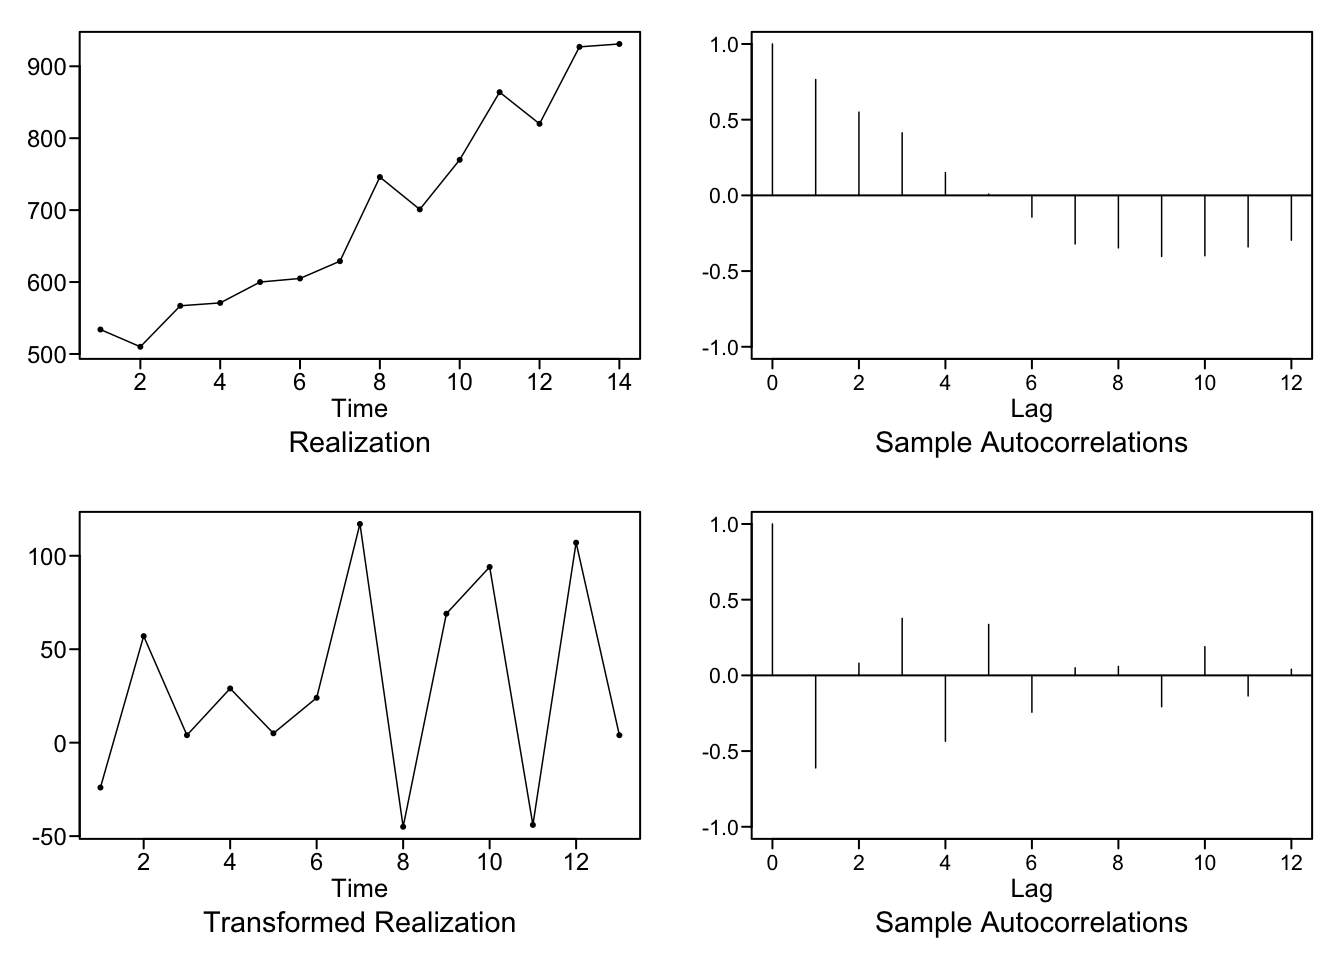 900
800
700
600
500
2 4 6 8 10 12 14
Time
Realization
1.0
0.5
0.0
-0.5
-1.0
0 2 4 6 8 10 12
Lag
Sample Autocorrelations
100
50
0
-50
2 4 6 8 10 12
Time
Transformed Realization
1.0
0.5
0.0
-0.5
-1.0
0 2 4 6 8 10 12
Lag
Sample Autocorrelations